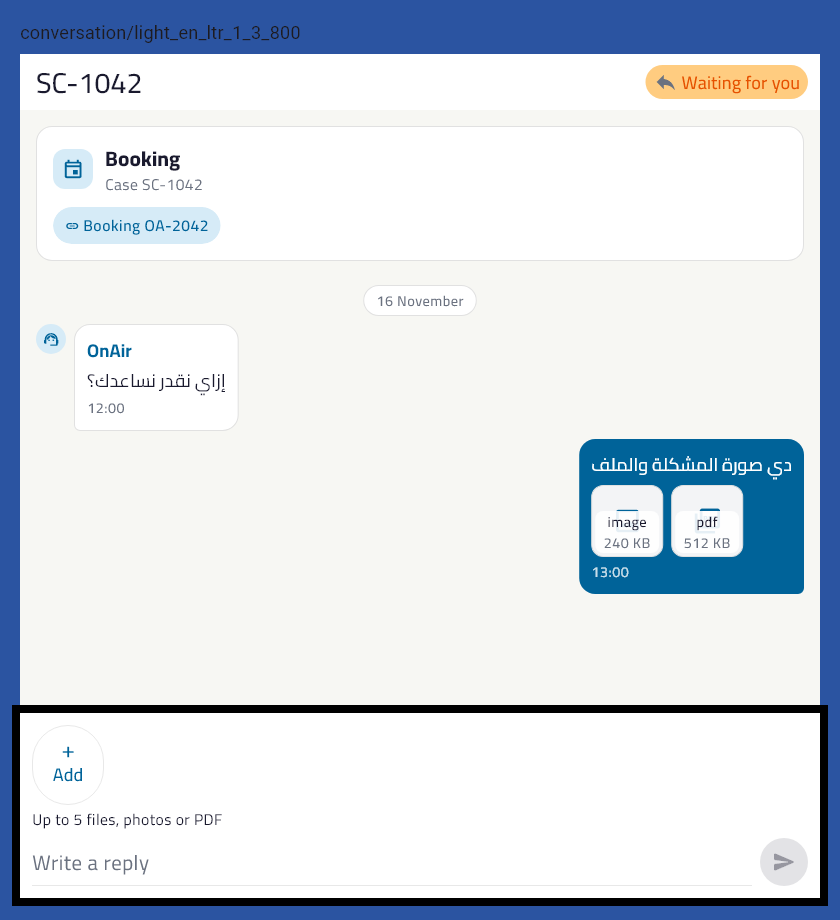 conversation/light_en_ltr_1_3_800
SC-1042
Waiting for you
Booking
Case SC-1042
Booking OA-2042
16 November
OnAir
إزاي نقدر نساعدك؟
12:00
دي صورة المشكلة والملف
image
240 KB
pdf
512 KB
13:00
+
Add
Up to 5 files, photos or PDF
Write a reply